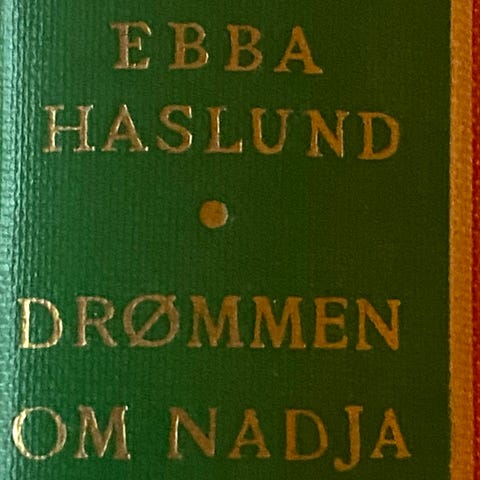 EBBA
HASLUND
•
DRØMMEN
OM NADJA